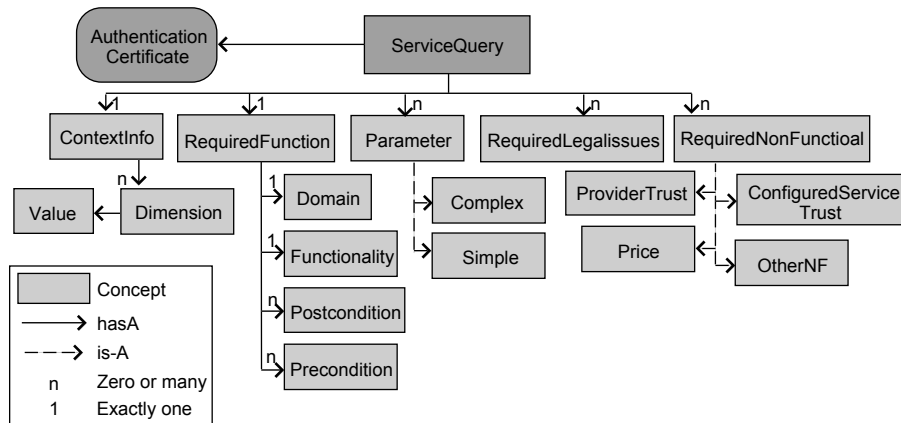 Authentication
Certificate
ServiceQuery
1
1
n
n
n
ContextInfo
RequiredFunction
Parameter
RequiredLegalissues
RequiredNonFunctioal
n
Value
Dimension
1
Domain
1
Functionality
n
Postcondition
n
Precondition
Complex
Simple
ProviderTrust
ConfiguredService
Trust
Price
OtherNF
Concept
hasA
is-A
n Zero or many
1 Exactly one